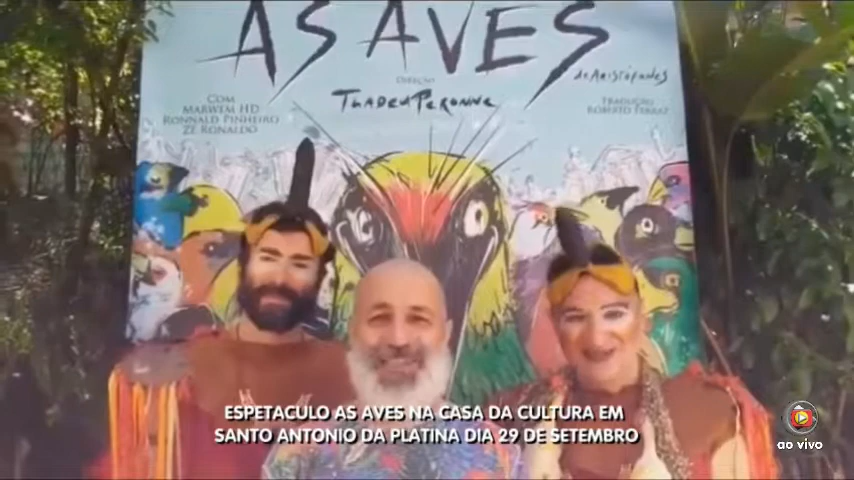 AS AVES
de Aristófanes
DIREÇÃO
Thadeu Peronne
COM
MARWEM HD
RONNALD PINHEIRO
ZÉ RONALDO
TRADUÇÃO
ROBERTO FERRAZ
ESPETACULO AS AVES NA CASA DA CULTURA EM
SANTO ANTONIO DA PLATINA DIA 29 DE SETEMBRO
ao vivo